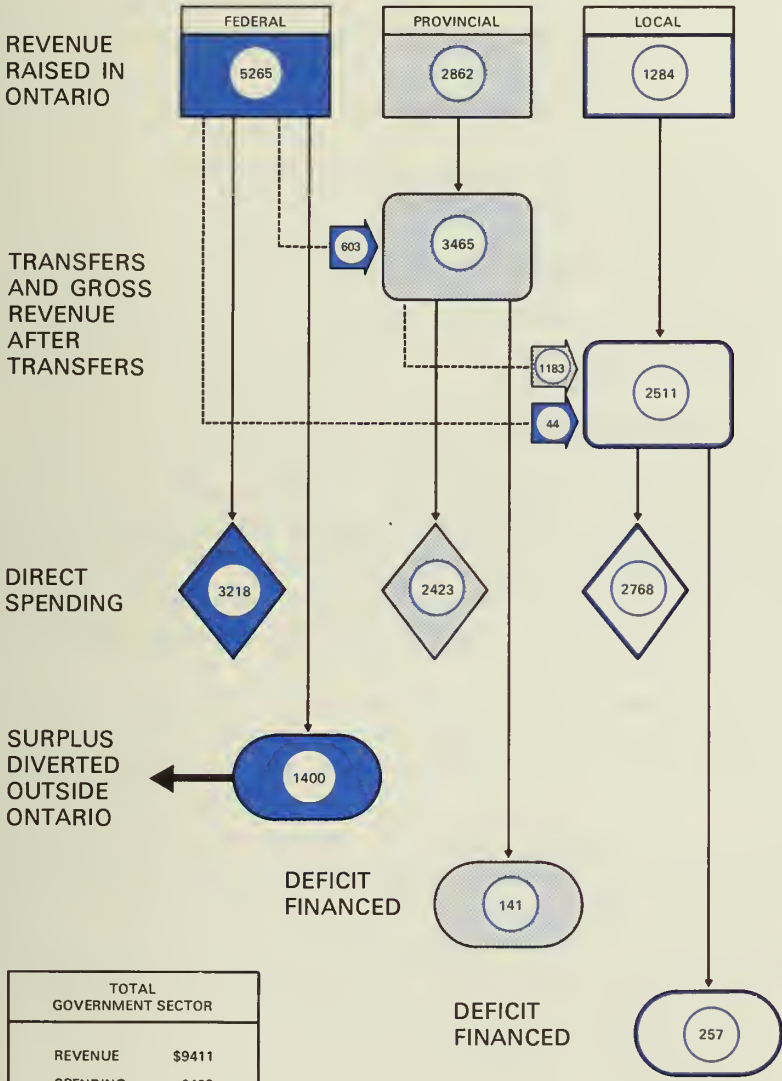 FEDERAL
PROVINCIAL
LOCAL
REVENUE
RAISED IN
ONTARIO
5265
2862
1284
TRANSFERS
AND GROSS
REVENUE
AFTER
TRANSFERS
603
3465
1183
44
2511
DIRECT
SPENDING
3218
2423
2768
SURPLUS
DIVERTED
OUTSIDE
ONTARIO
1400
DEFICIT
FINANCED
141
DEFICIT
FINANCED
257
TOTAL
GOVERNMENT SECTOR
REVENUE $9411